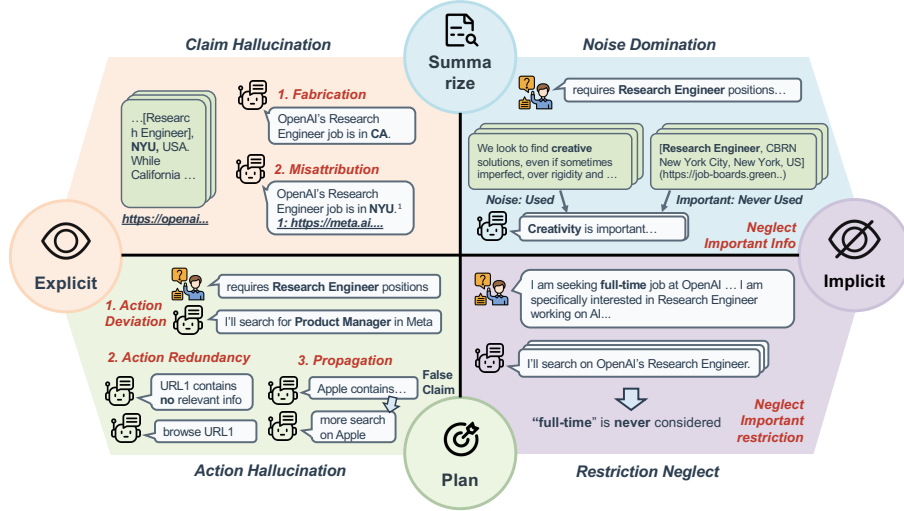 Claim Hallucination
Summa
rize
Noise Domination
…[Researc
h Engineer],
NYU, USA.
While
California …
https://openai...
1. Fabrication
OpenAI's Research
Engineer job is in CA.
2. Misattribution
OpenAI's Research
Engineer job is in NYU.¹
1: https://meta.ai....
requires Research Engineer positions…
We look to find creative
solutions, even if sometimes
imperfect, over rigidity and …
[Research Engineer, CBRN
New York City, New York, US]
(https://job-boards.green..)
Noise: Used
Important: Never Used
Creativity is important…
Neglect
Important Info
Explicit
Implicit
requires Research Engineer positions
1. Action
Deviation
I'll search for Product Manager in Meta
2. Action Redundancy
URL1 contains
no relevant info
browse URL1
3. Propagation
Apple contains…
False
Claim
more search
on Apple
I am seeking full-time job at OpenAI … I am
specifically interested in Research Engineer
working on AI...
I'll search on OpenAI's Research Engineer.
"full-time" is never considered
Neglect
Important
restriction
Action Hallucination
Plan
Restriction Neglect